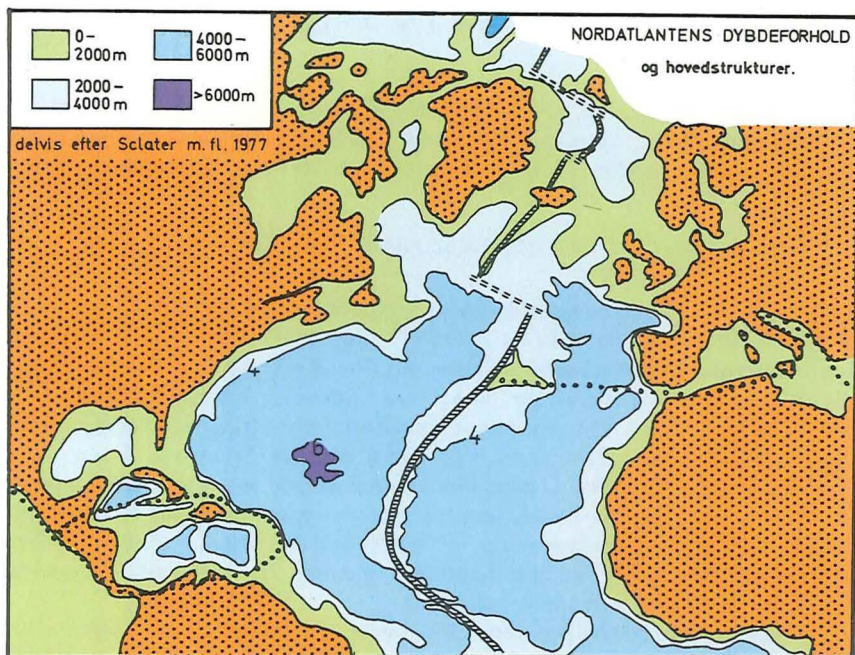 0–
2000m
4000–
6000m
2000–
4000m
>6000m
NORDATLANTENS DYBDEFORHOLD
og hovedstrukturer.
delvis efter Sclater m. fl. 1977
2
4
6
4